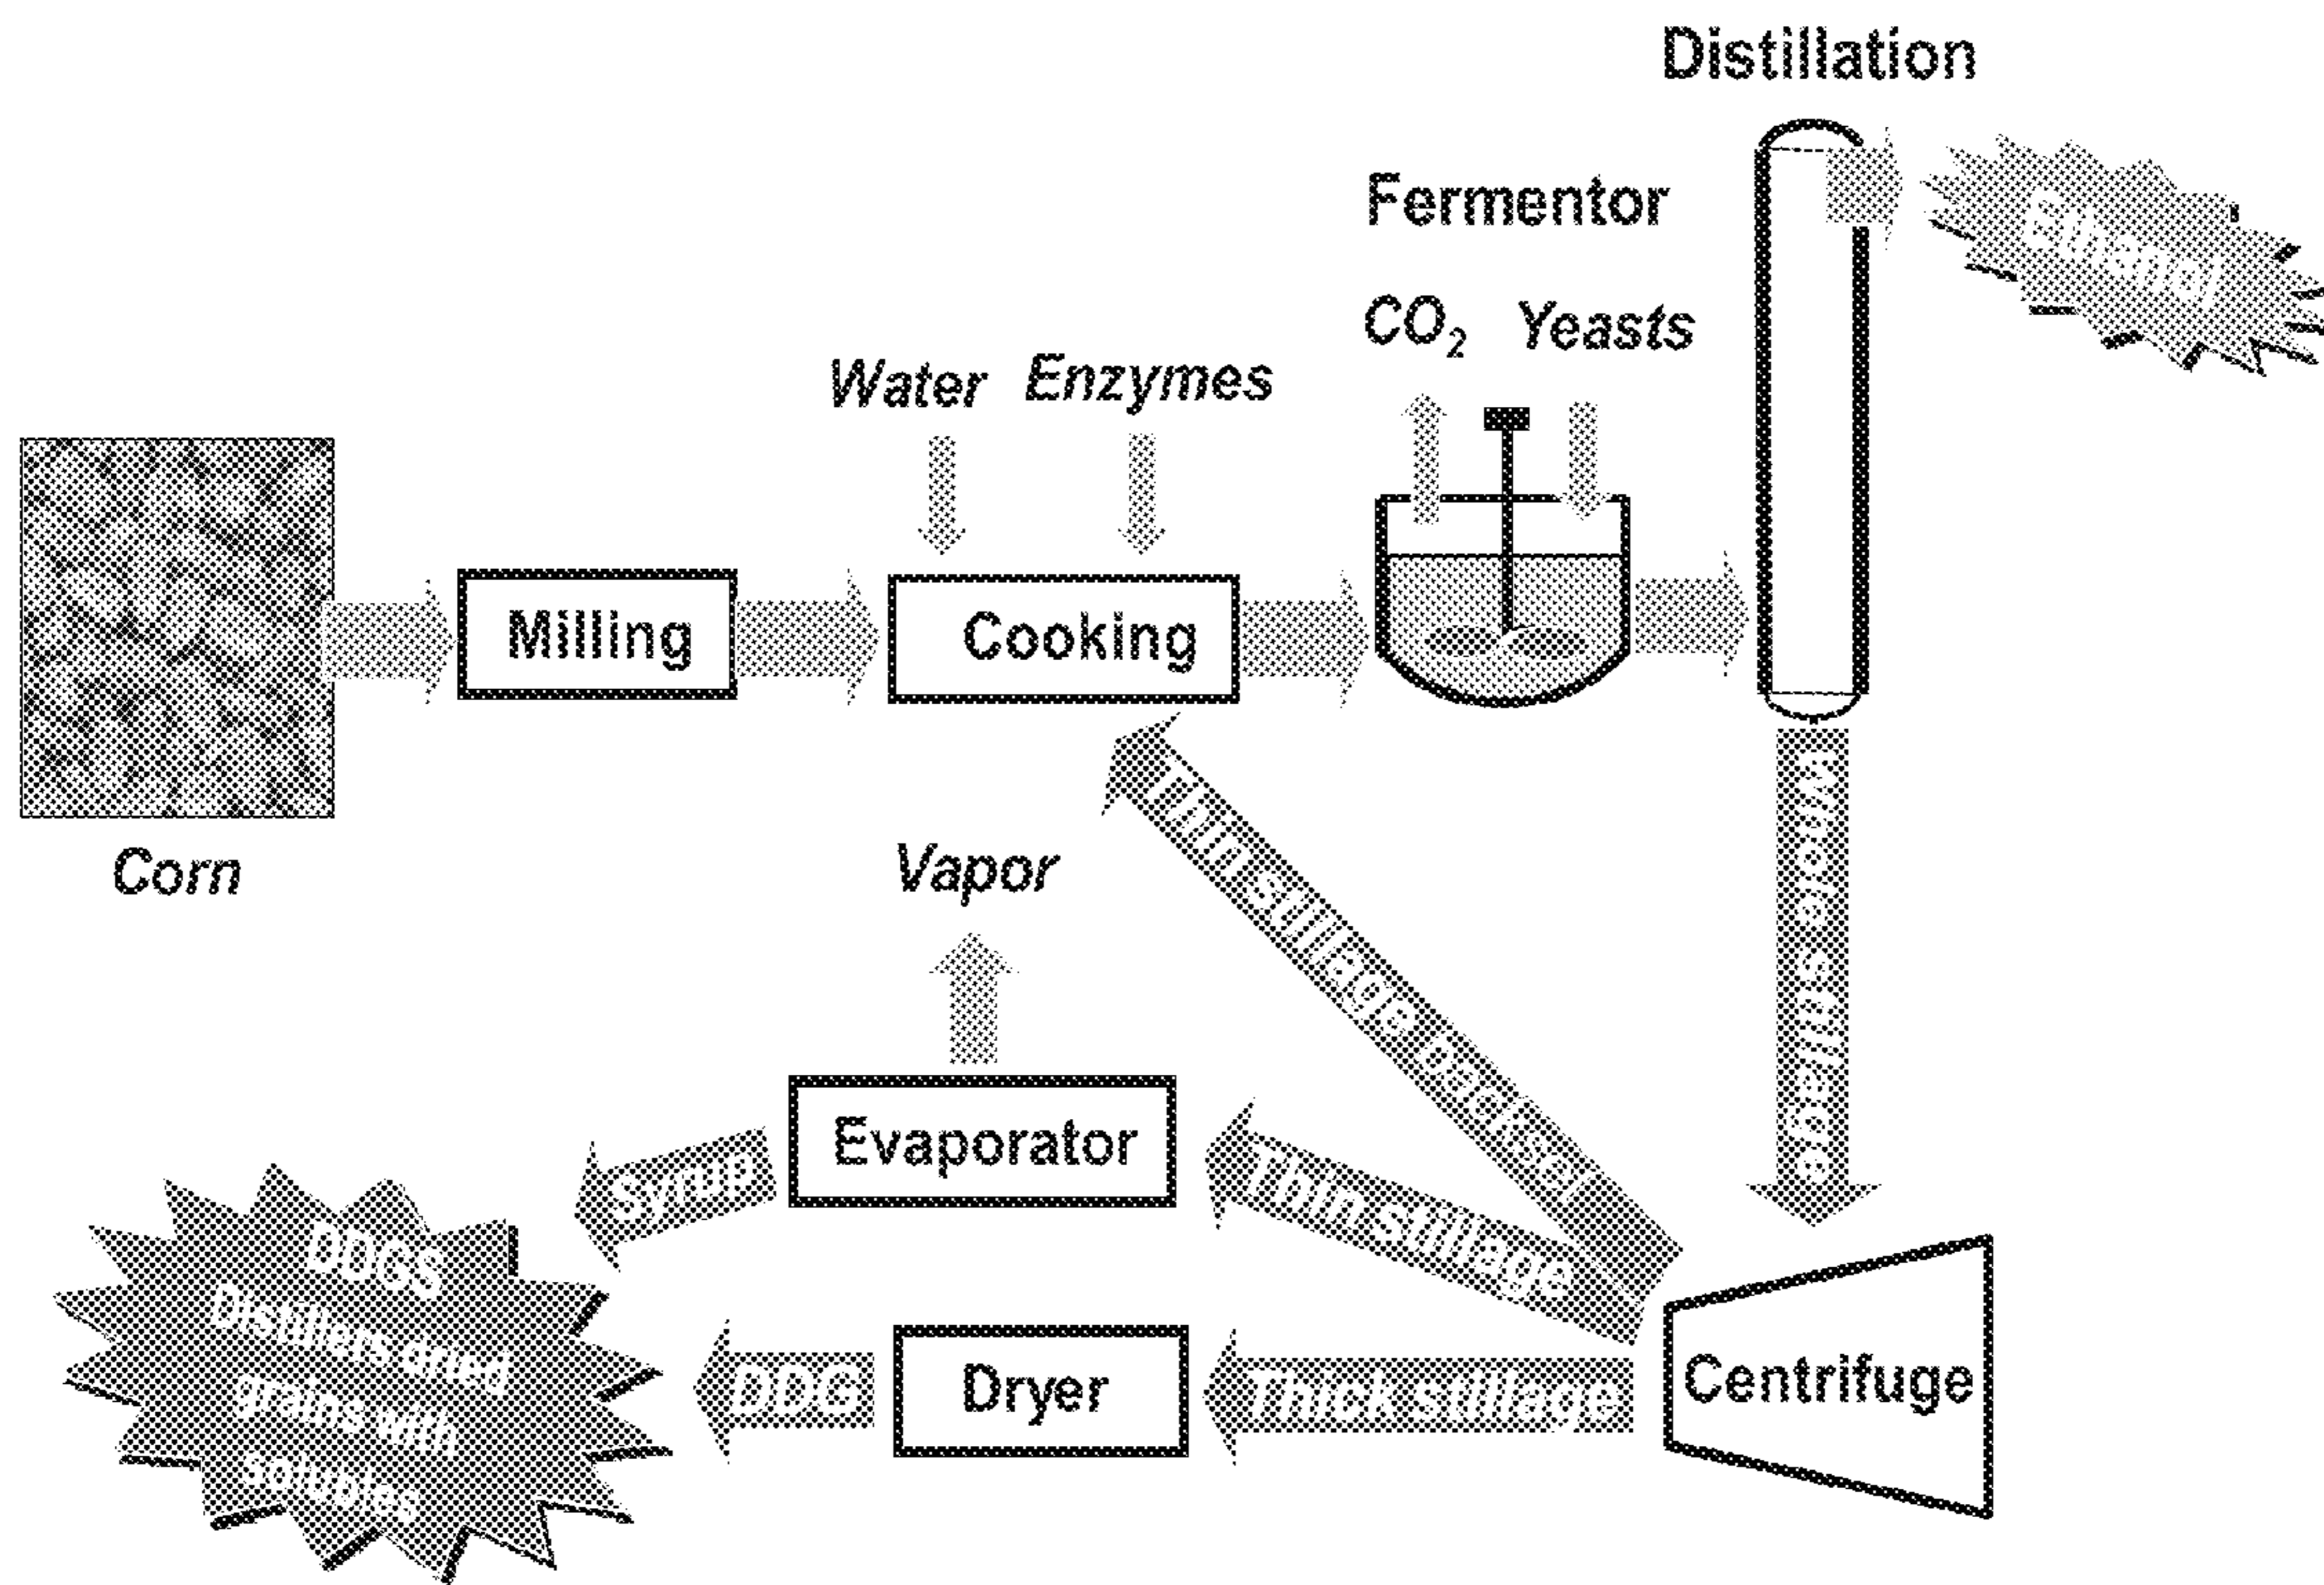 Distillation
Fermentor
Ethanol
CO₂
Yeasts
Water
Enzymes
Milling
Cooking
Corn
Vapor
Thin stillage backset
Whole stillage
Evaporator
Syrup
Thin stillage
DDGS
Distillers dried
grains with
solubles
DDG
Dryer
Thick stillage
Centrifuge